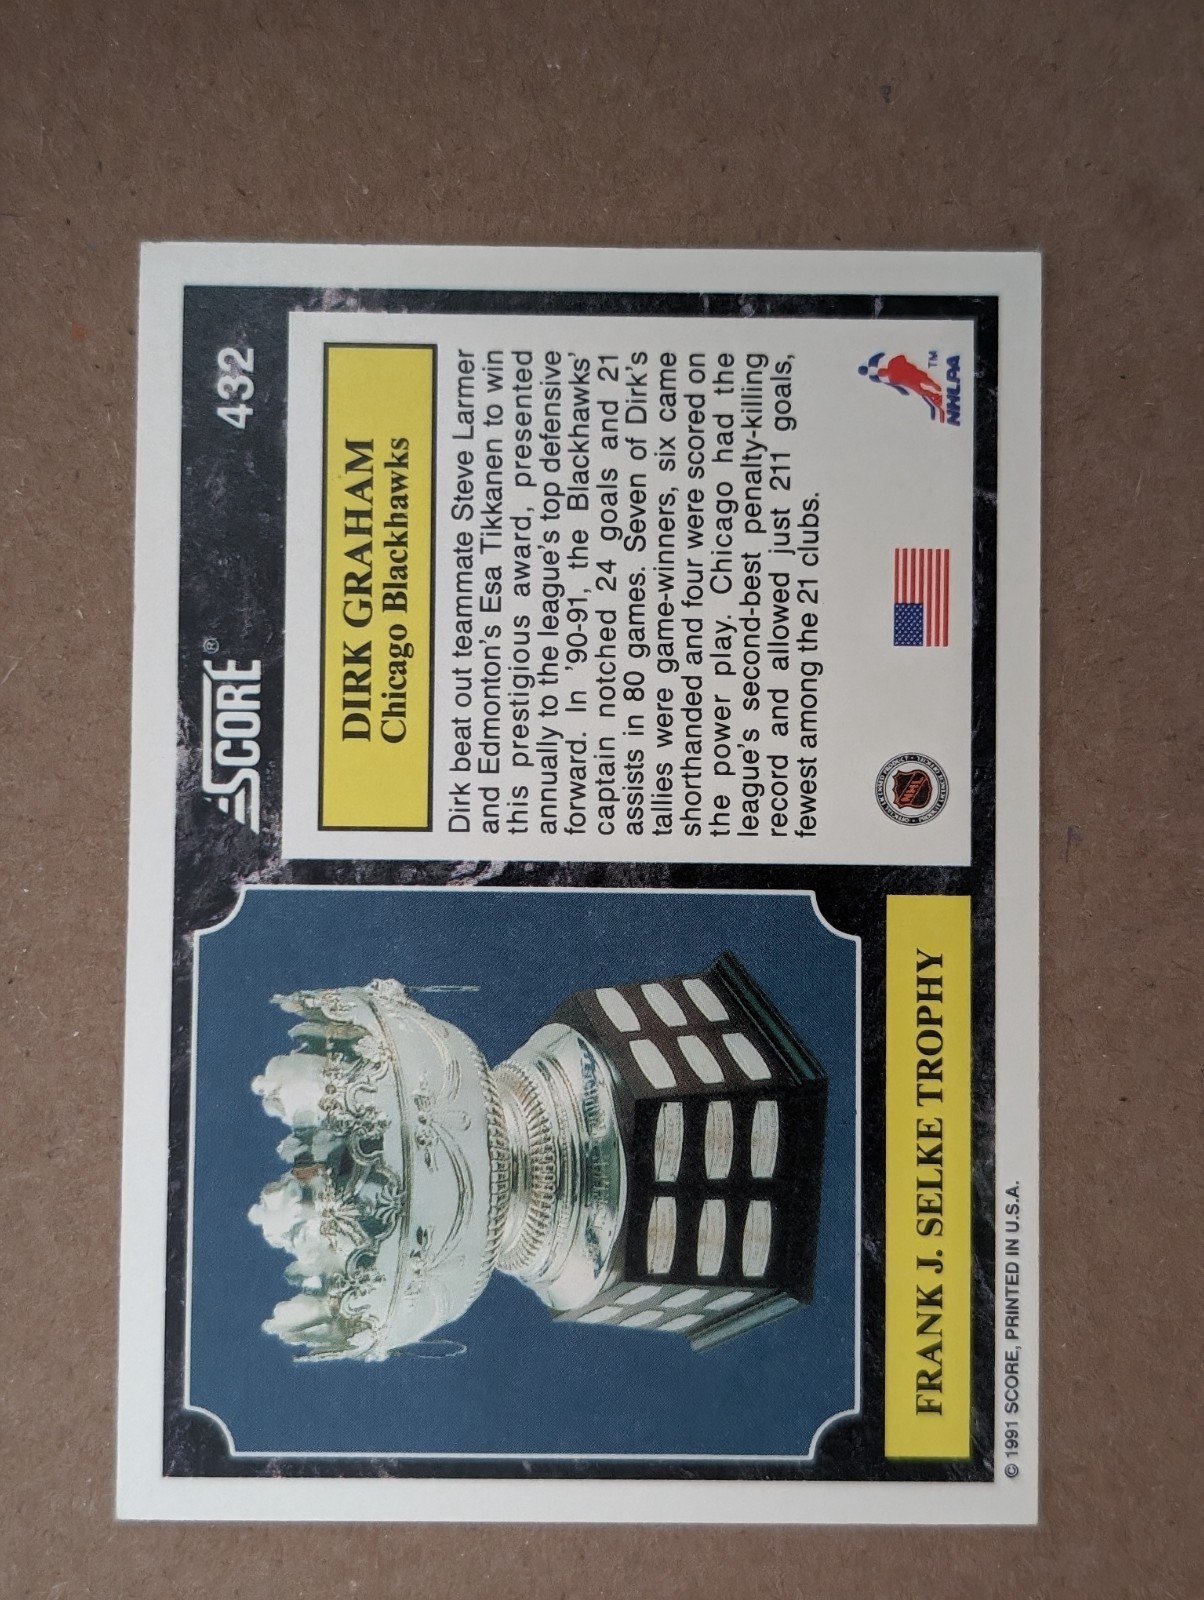 SCORE®
432
DIRK GRAHAM
Chicago Blackhawks
Dirk beat out teammate Steve Larmer
and Edmonton's Esa Tikkanen to win
this prestigious award, presented
annually to the league's top defensive
forward. In '90-91, the Blackhawks'
captain notched 24 goals and 21
assists in 80 games. Seven of Dirk's
tallies were game-winners, six came
shorthanded and four were scored on
the power play. Chicago had the
league's second-best penalty-killing
record and allowed just 211 goals,
fewest among the 21 clubs.
NHL
NHLPA
TM
FRANK J. SELKE TROPHY
© 1991 SCORE, PRINTED IN U.S.A.